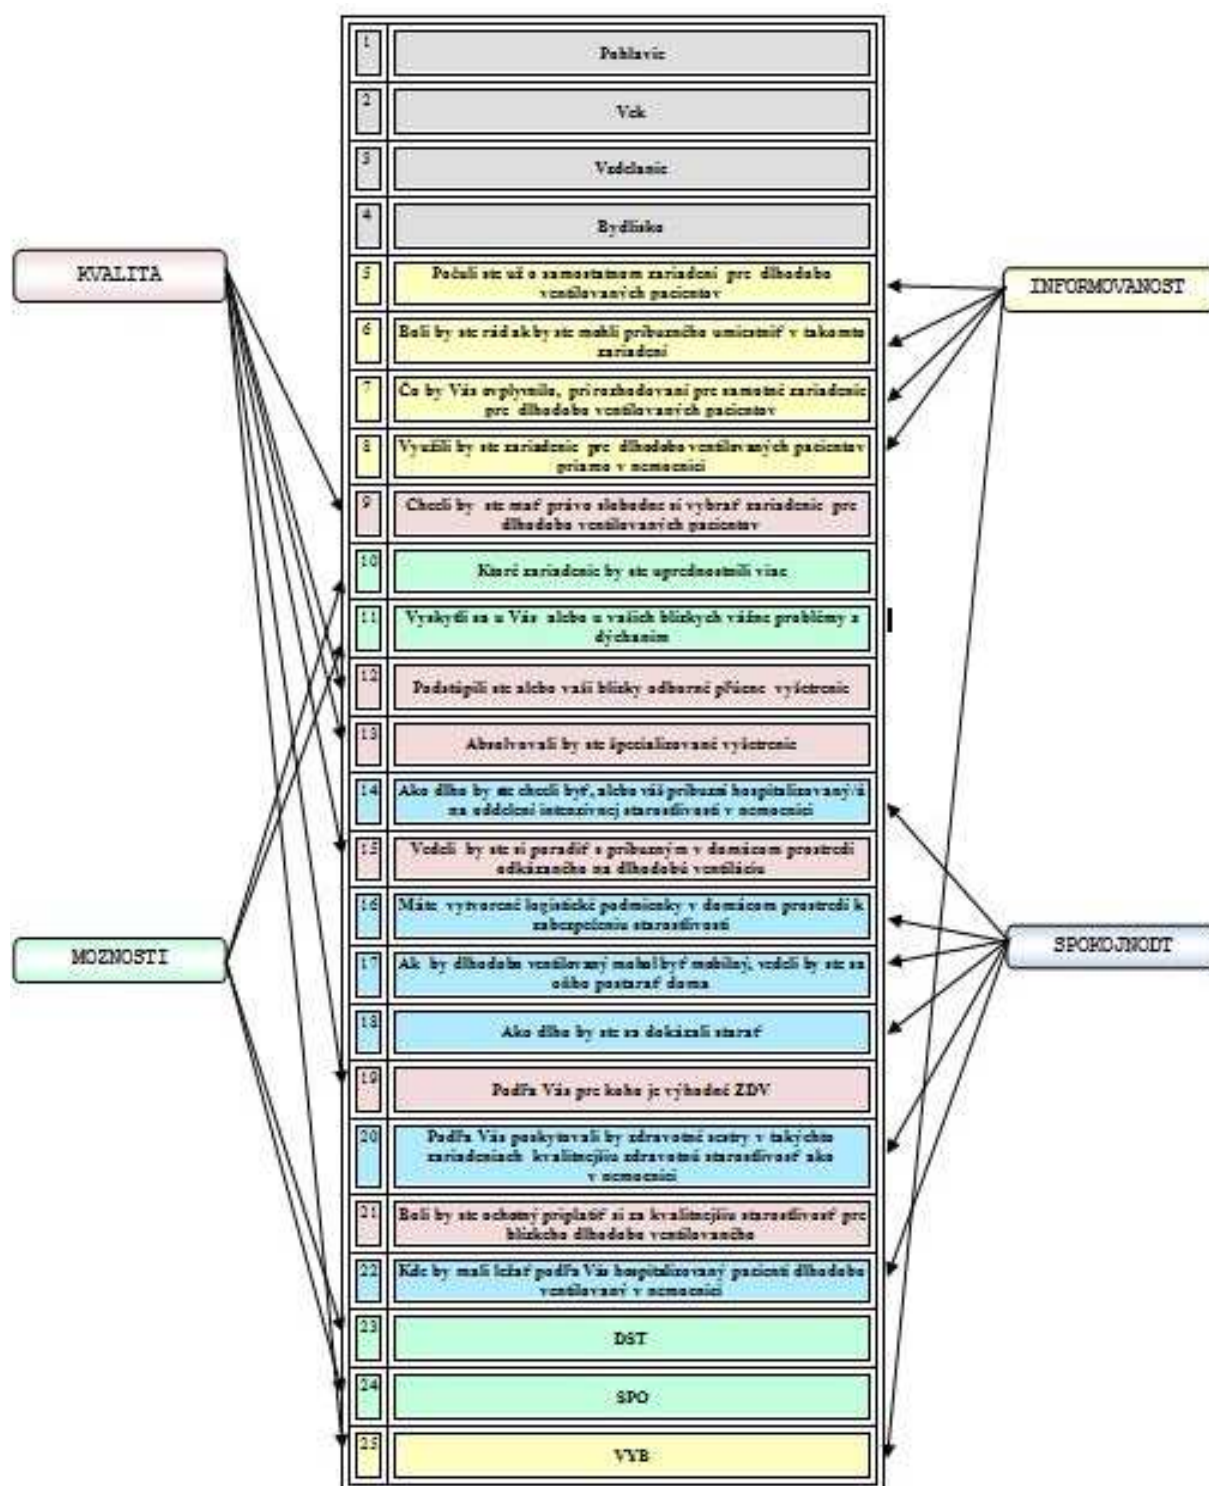 1
Pohlavie
2
Vek
3
Vzdelanie
4
Bydlisko
KVALITA
5
Počuli ste už o samostatnom zariadení pre dlhodobo
ventilovaných pacientov
INFORMOVANOST
6
Boli by ste rád ak by ste mohli príbuzného umiestniť v takomto
zariadení
7
Čo by Vás ovplyvnilo, pri rozhodovaní pre samotné zariadenie
pre dlhodobo ventilovaných pacientov
8
Využili by ste zariadenie pre dlhodobo ventilovaných pacientov
priamo v nemocnici
9
Chceli by ste mať právo slobodne si vybrať zariadenie pre
dlhodobo ventilovaných pacientov
10
Ktoré zariadenie by ste uprednostnili viac
11
Vyskytli sa u Vás alebo u vašich blízkych vážne problémy s
dýchaním
12
Podstúpili ste alebo vaši blízky odborné pľúcne vyšetrenie
13
Absolvovali by ste špecializované vyšetrenie
14
Ako dlho by ste chceli byť, alebo váš príbuzní hospitalizovaný/á
na oddelení intenzívnej starostlivosti v nemocnici
15
Vedeli by ste si poradiť s príbuzným v domácom prostredí
odkázaného na dlhodobú ventiláciu
16
Máte vytvorené logistické podmienky v domácom prostredí k
zabezpečeniu starostlivosti
MOZNOSTI
SPOKOJNODT
17
Ak by dlhodobo ventilovaný mohol byť mobilný, vedeli by ste sa
oňho postarať doma
18
Ako dlho by ste sa dokázali starať
19
Podľa Vás pre koho je výhodné ZDV
20
Podľa Vás poskytovali by zdravotné sestry v takýchto
zariadeniach kvalitnejšiu zdravotnú starostlivosť ako
v nemocnici
21
Boli by ste ochotný priplatiť si za kvalitnejšiu starostlivosť pre
blízkeho dlhodobo ventilovaného
22
Kde by mali ležať podľa Vás hospitalizovaný pacienti dlhodobo
ventilovaný v nemocnici
23
DST
24
SPO
25
VYB